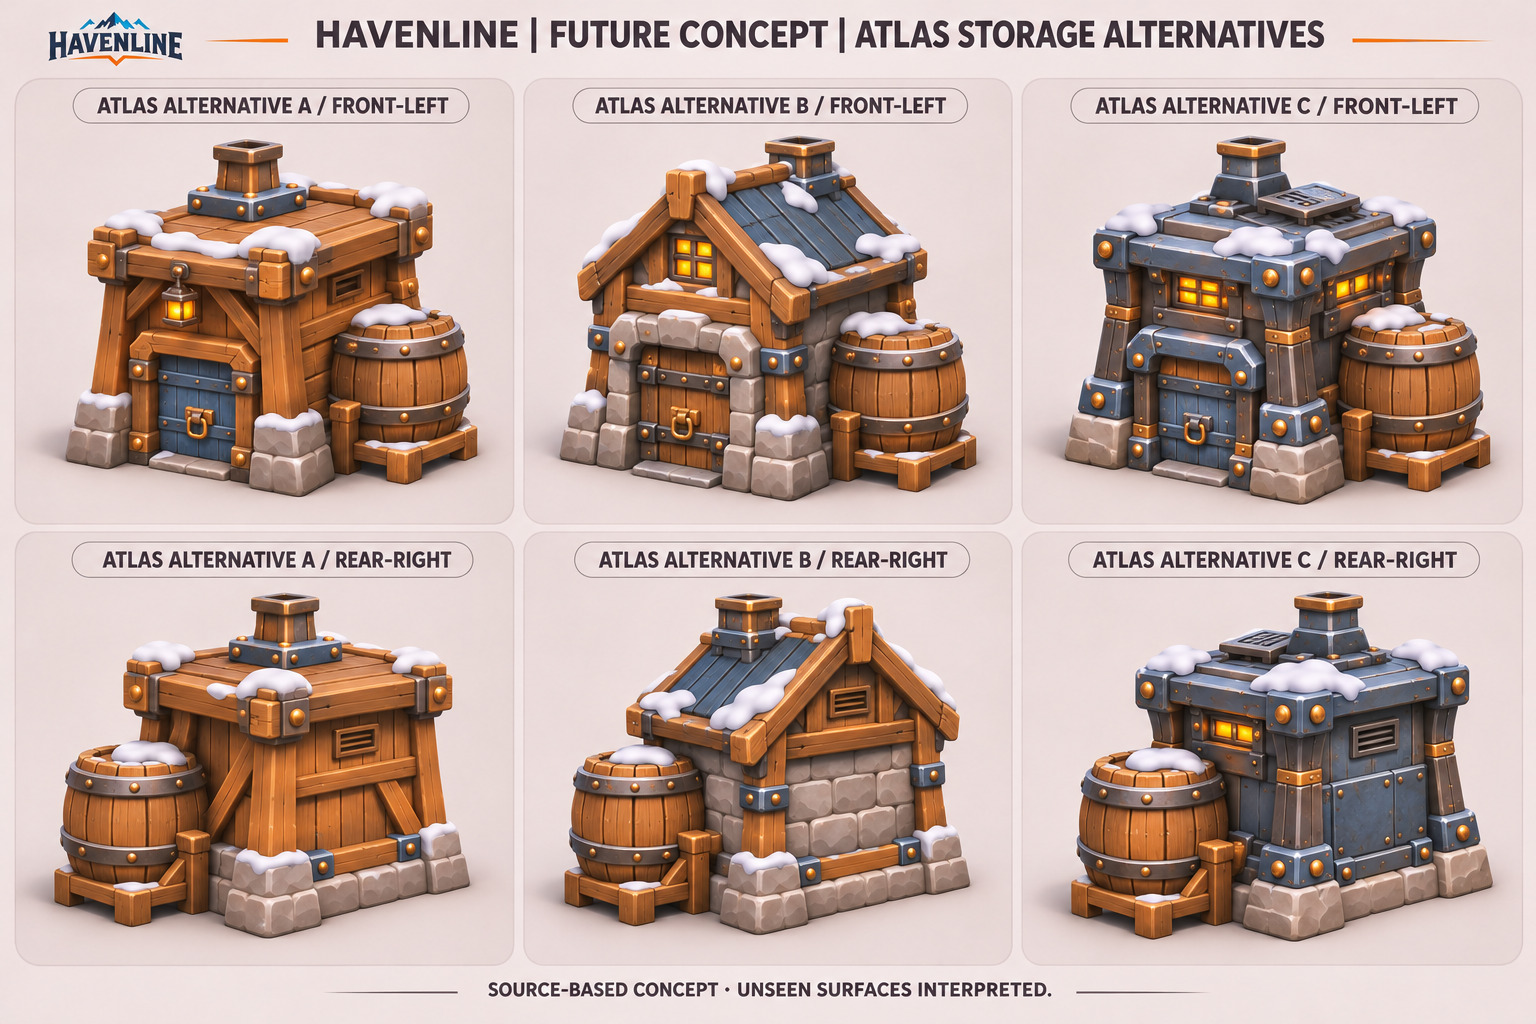 HAVENLINE
HAVENLINE | FUTURE CONCEPT | ATLAS STORAGE ALTERNATIVES
ATLAS ALTERNATIVE A / FRONT-LEFT
ATLAS ALTERNATIVE B / FRONT-LEFT
ATLAS ALTERNATIVE C / FRONT-LEFT
ATLAS ALTERNATIVE A / REAR-RIGHT
ATLAS ALTERNATIVE B / REAR-RIGHT
ATLAS ALTERNATIVE C / REAR-RIGHT
SOURCE-BASED CONCEPT · UNSEEN SURFACES INTERPRETED.